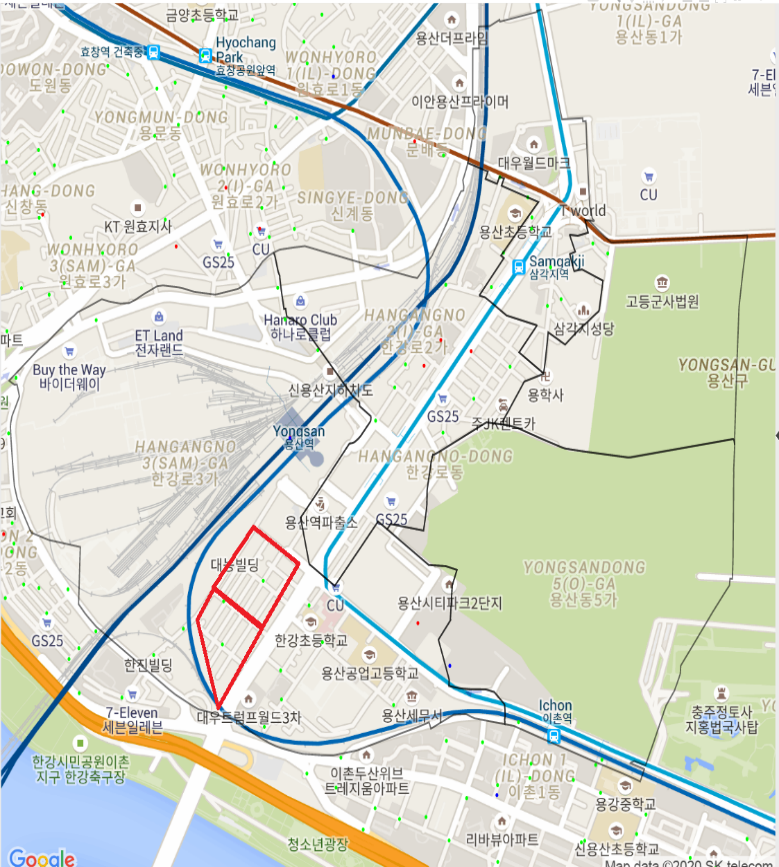 세븐일레븐
금양초등학교
YONGSANDONG
1(IL)-GA
용산동1가
용산더프라임
효창역 건축중
Hyochang
Park
효창공원앞역
WONHYORO
1(IL)-DONG
원효로1동
DOWON-DONG
도원동
7-El
세븐일
이안용산프라이머
YONGMUN-DONG
용문동
MUNBAE-DONG
문배동
대우월드마크
WONHYORO
2(I)-GA
원효로2가
SINGYE-DONG
신계동
CU
HANG-DONG
신창동
T world
KT 원효지사
용산초등학교
GS25
CU
WONHYORO
3(SAM)-GA
원효로3가
Samgakji
삼각지역
고등군사법원
Hanaro Club
하나로클럽
HANGANGNO
2(I)-GA
한강로2가
삼각지성당
ET Land
전자랜드
파트
Buy the Way
바이더웨이
YONGSAN-GU
용산구
신용산지하차도
용학사
GS25
주JK렌트카
Yongsan
용산역
HANGANGNO
3(SAM)-GA
한강로3가
HANGANGNO-DONG
한강로동
용산역파출소
GS25
대농빌딩
YONGSANDONG
5(O)-GA
용산동5가
CU
용산시티파크2단지
GS25
한강초등학교
한진빌딩
용산공업고등학교
7-Eleven
세븐일레븐
대우트럼프월드3차
용산세무서
Ichon
이촌역
충주정토사
지홍법국사탑
한강시민공원이촌
지구 한강축구장
이촌두산위브
트레지움아파트
ICHON 1
(IL)-DONG
이촌1동
용강중학교
청소년광장
리바뷰아파트
신용산초등학교
Google
Map data ©2020 SK telecom